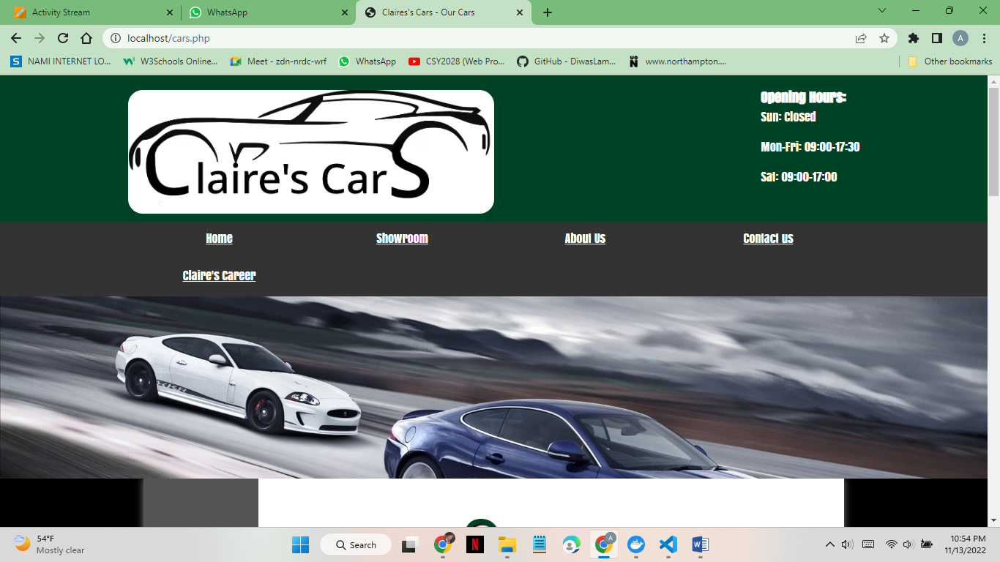 Activity Stream
WhatsApp
Claires's Cars - Our Cars
localhost/cars.php
A
NAMI INTERNET LO...
W3Schools Online...
Meet - zdn-nrdc-wrf
WhatsApp
CSY2028 (Web Pro...
GitHub - DiwasLam...
www.northampton....
Other bookmarks
Claire's CarS
Opening Hours:
Sun: Closed
Mon-Fri: 09:00-17:30
Sat: 09:00-17:00
Home
Showroom
About Us
Contact us
Claire's Career
XKR
54°F
Mostly clear
Search
10:54 PM
11/13/2022